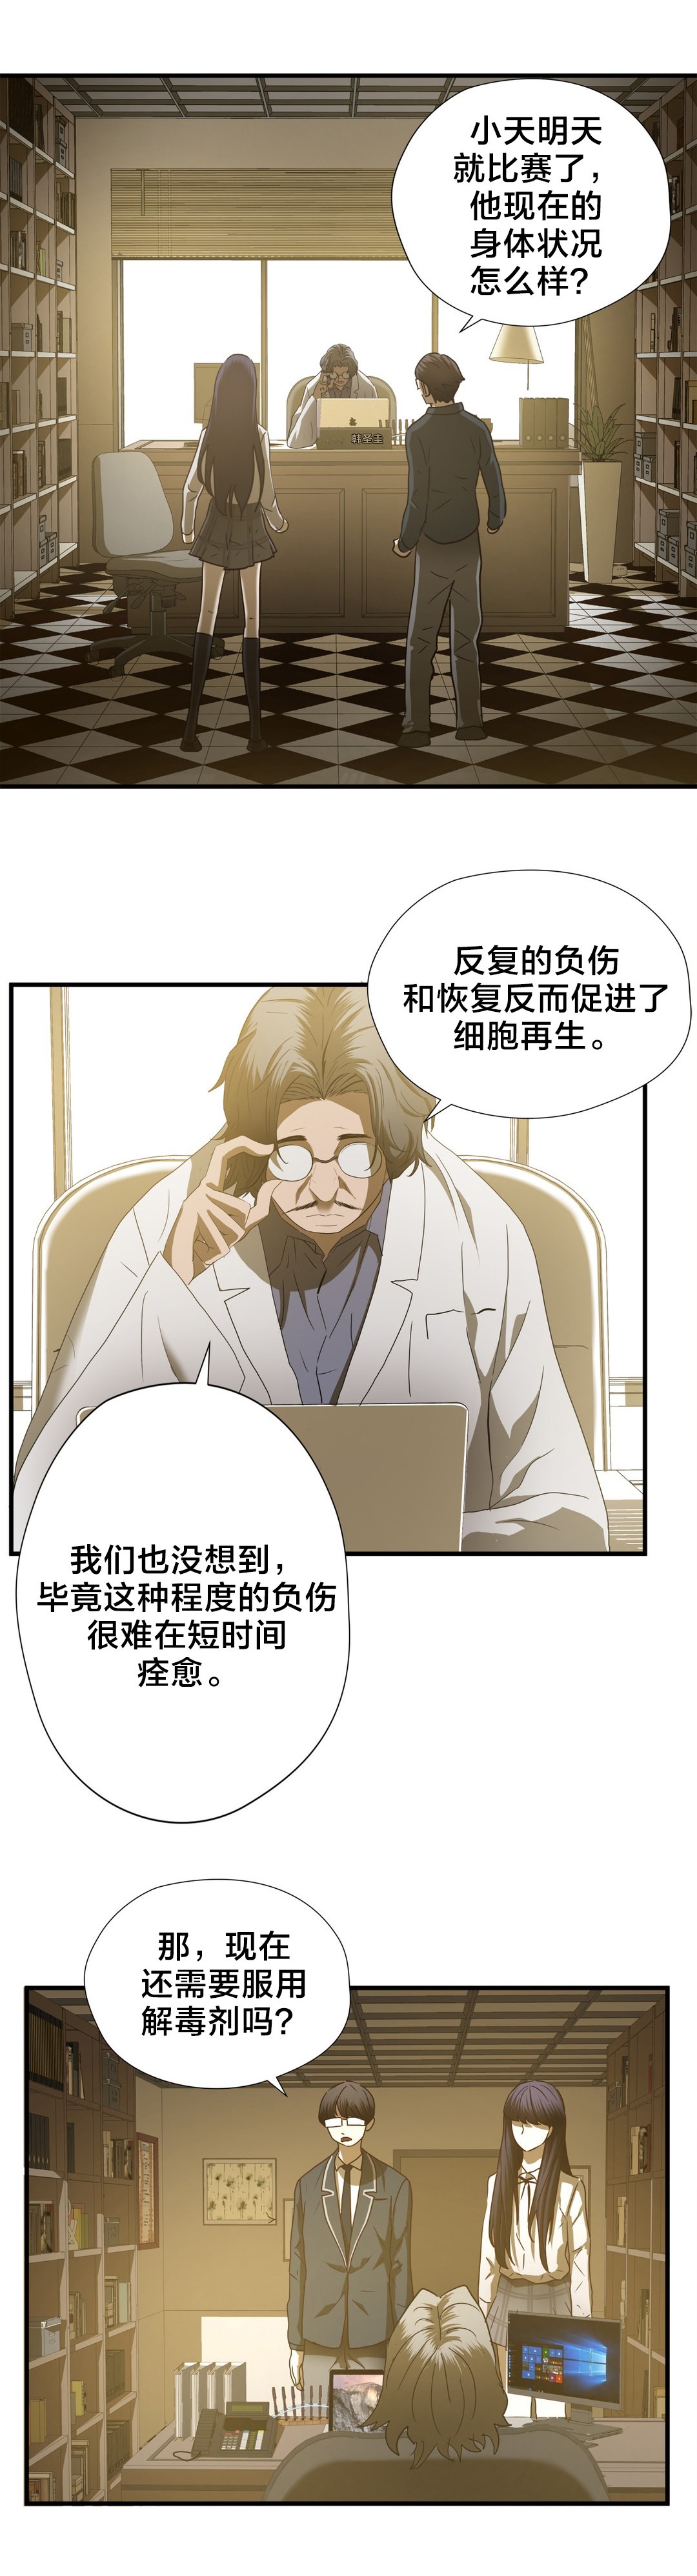 小天明天
就比赛了，
他现在的
身体状况
怎么样？
韩圣圭
反复的负伤
和恢复反而促进了
细胞再生。
我们也没想到，
毕竟这种程度的负伤
很难在短时间
痊愈。
那，现在
还需要服用
解毒剂吗？